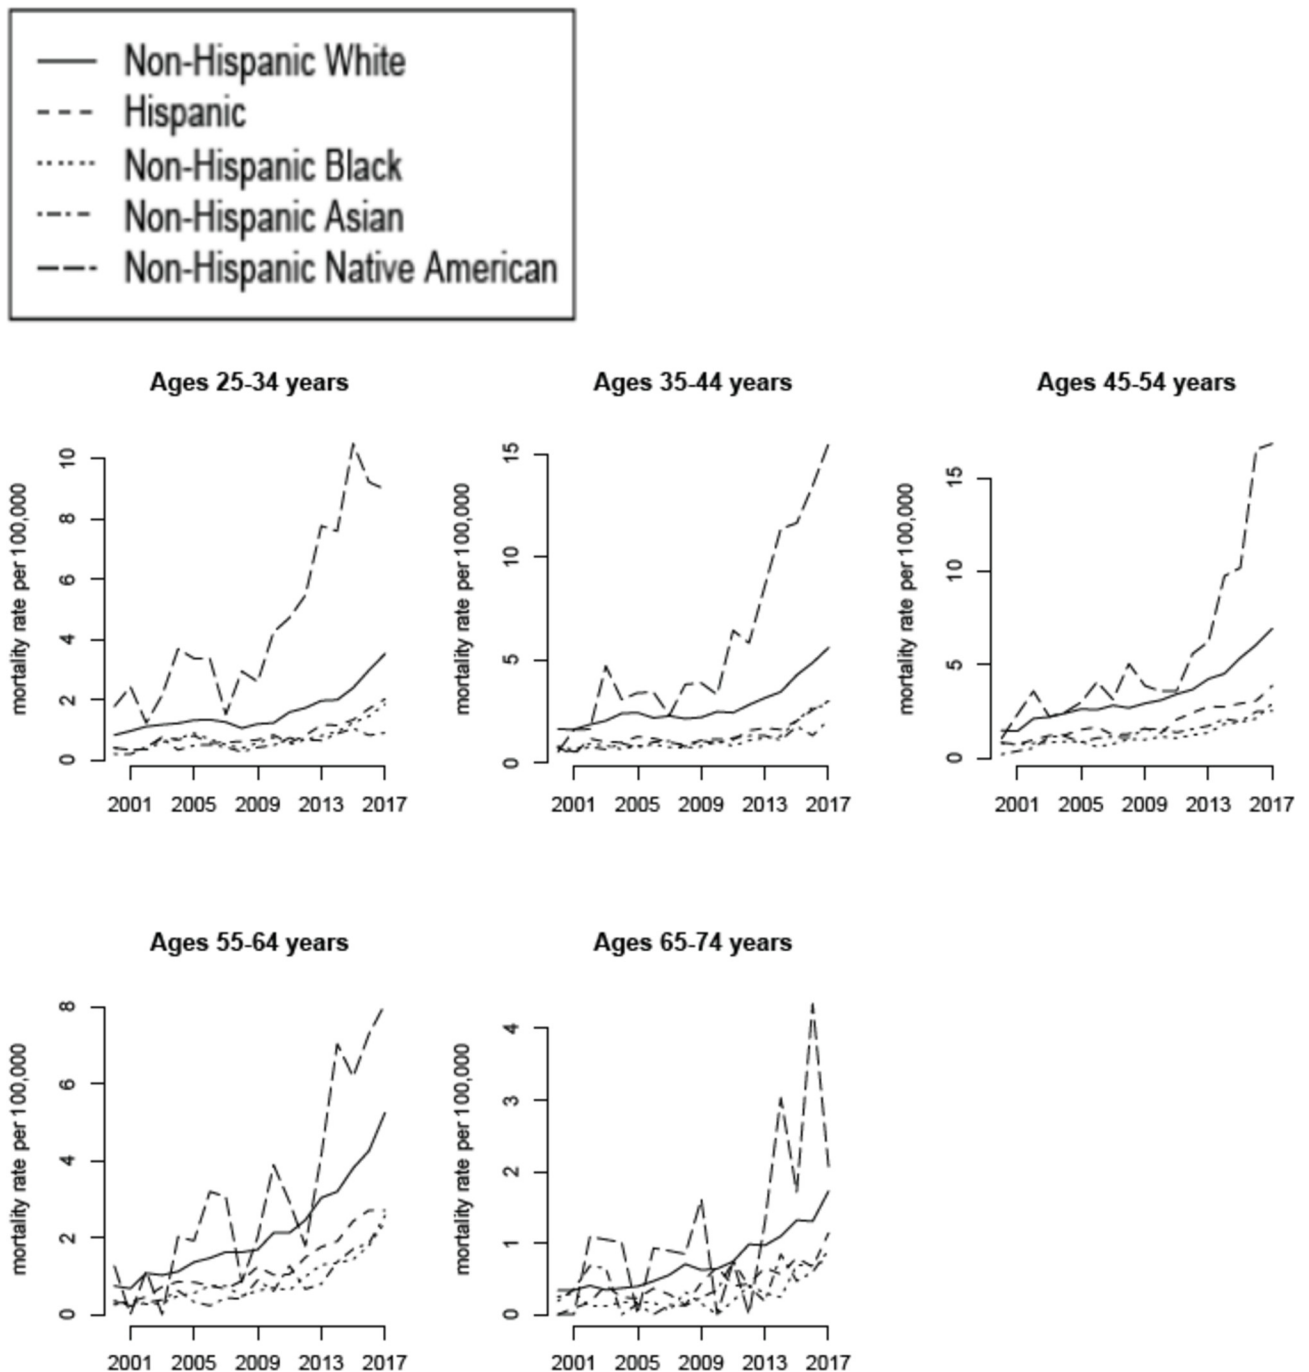 Non-Hispanic White
Hispanic
Non-Hispanic Black
Non-Hispanic Asian
Non-Hispanic Native American
Ages 25-34 years
mortality rate per 100,000
0 2 4 6 8 10
2001 2005 2009 2013 2017
Ages 35-44 years
mortality rate per 100,000
0 5 10 15
2001 2005 2009 2013 2017
Ages 45-54 years
mortality rate per 100,000
0 5 10 15
2001 2005 2009 2013 2017
Ages 55-64 years
mortality rate per 100,000
0 2 4 6 8
2001 2005 2009 2013 2017
Ages 65-74 years
mortality rate per 100,000
0 1 2 3 4
2001 2005 2009 2013 2017